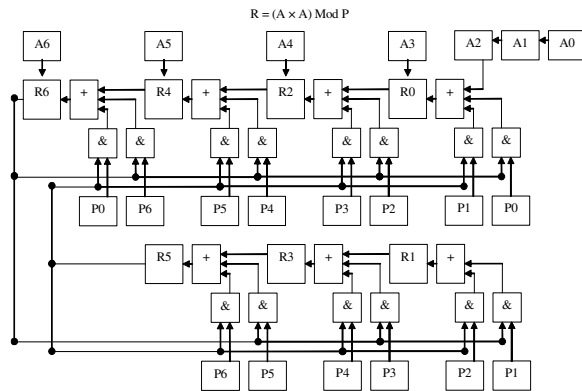 R = (A × A) Mod P
A6 A5 A4 A3 A2 A1 A0
R6 + R4 + R2 + R0 +
& & & & & & & &
P0 P6 P5 P4 P3 P2 P1 P0
R5 + R3 + R1 +
& & & & & &
P6 P5 P4 P3 P2 P1